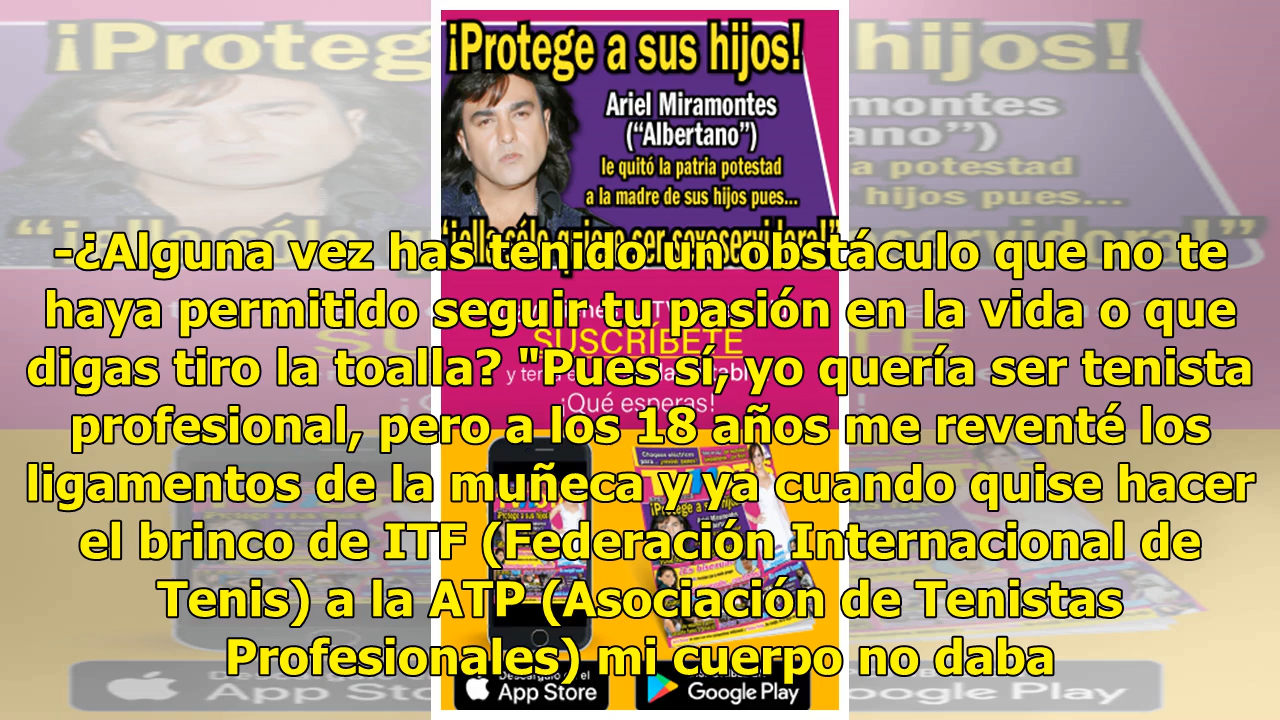 ¡Protege a sus hijos!
Ariel Miramontes
("Albertano")
le quitó la patria potestad
a la madre de sus hijos pues...
-¿Alguna vez has tenido un obstáculo que no te
haya permitido seguir tu pasión en la vida o que
digas tiro la toalla? "Pues sí, yo quería ser tenista
profesional, pero a los 18 años me reventé los
ligamentos de la muñeca y ya cuando quise hacer
el brinco de ITF (Federación Internacional de
Tenis) a la ATP (Asociación de Tenistas
Profesionales) mi cuerpo no daba
SUSCRÍBETE
¡Qué esperas!
App Store
Google Play